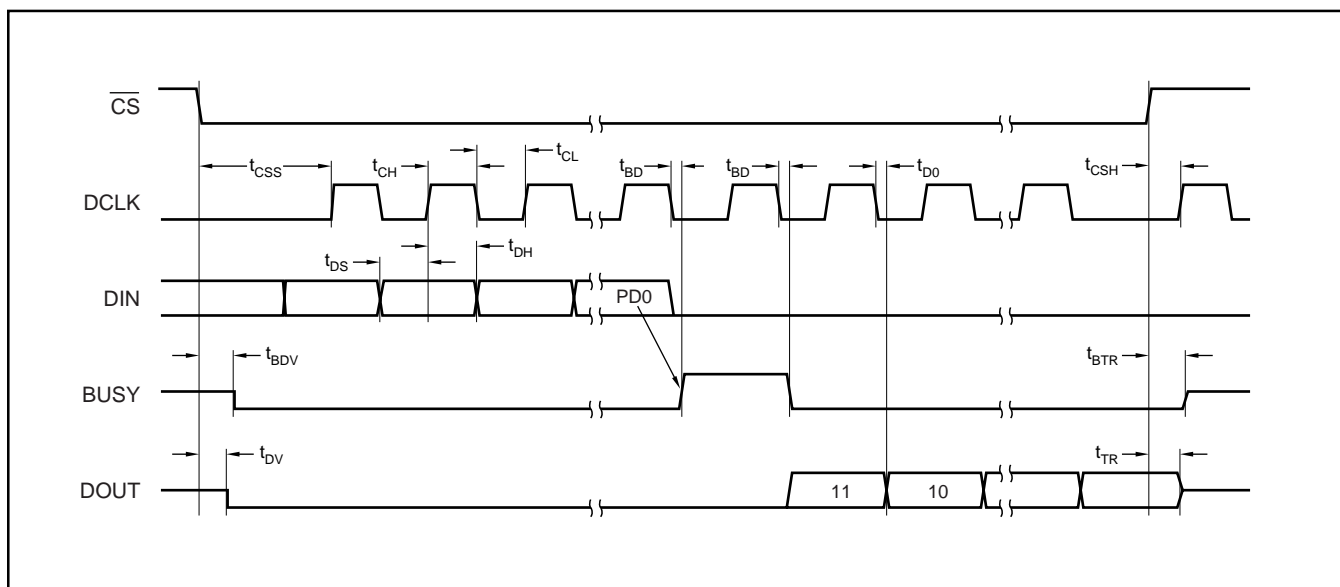 CS
tCSS
tCH
tCL
tBD
tBD
tD0
tCSH
DCLK
tDS
tDH
DIN
PD0
tBDV
tBTR
BUSY
tDV
tTR
DOUT
11
10